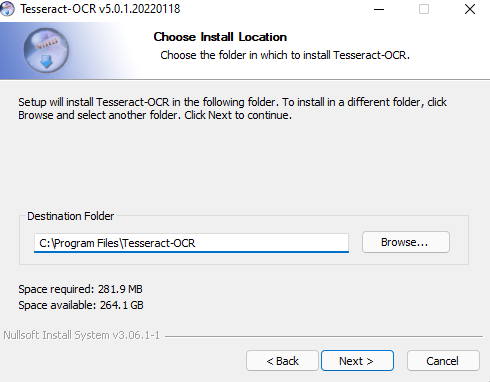 Tesseract-OCR v5.0.1.20220118
Choose Install Location
Choose the folder in which to install Tesseract-OCR.
Setup will install Tesseract-OCR in the following folder. To install in a different folder, click
Browse and select another folder. Click Next to continue.
Destination Folder
C:\Program Files\Tesseract-OCR
Browse...
Space required: 281.9 MB
Space available: 264.1 GB
Nullsoft Install System v3.06.1-1
< Back
Next >
Cancel